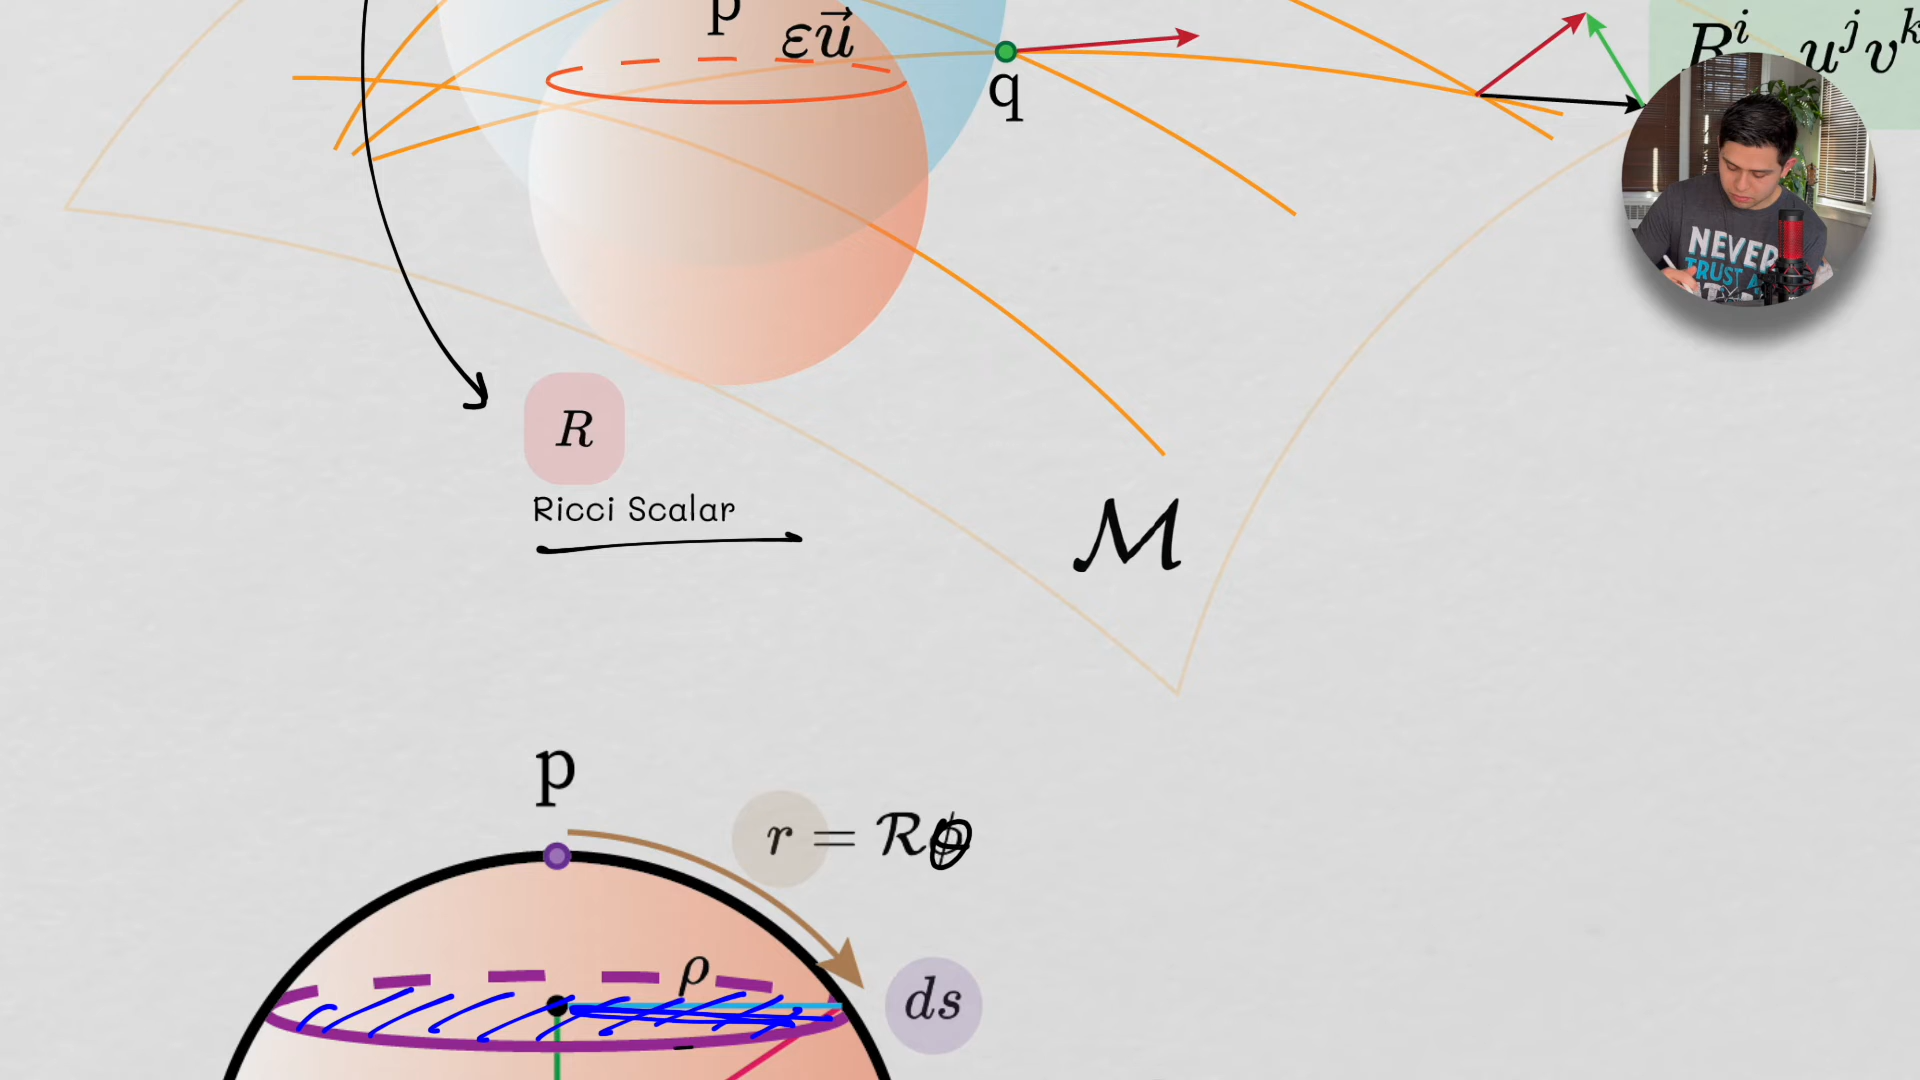 p
εu⃗
q
u^j v^k
NEVER
TRUST A
R
Ricci Scalar
ℳ
p
r = ℛθ
ρ
ds